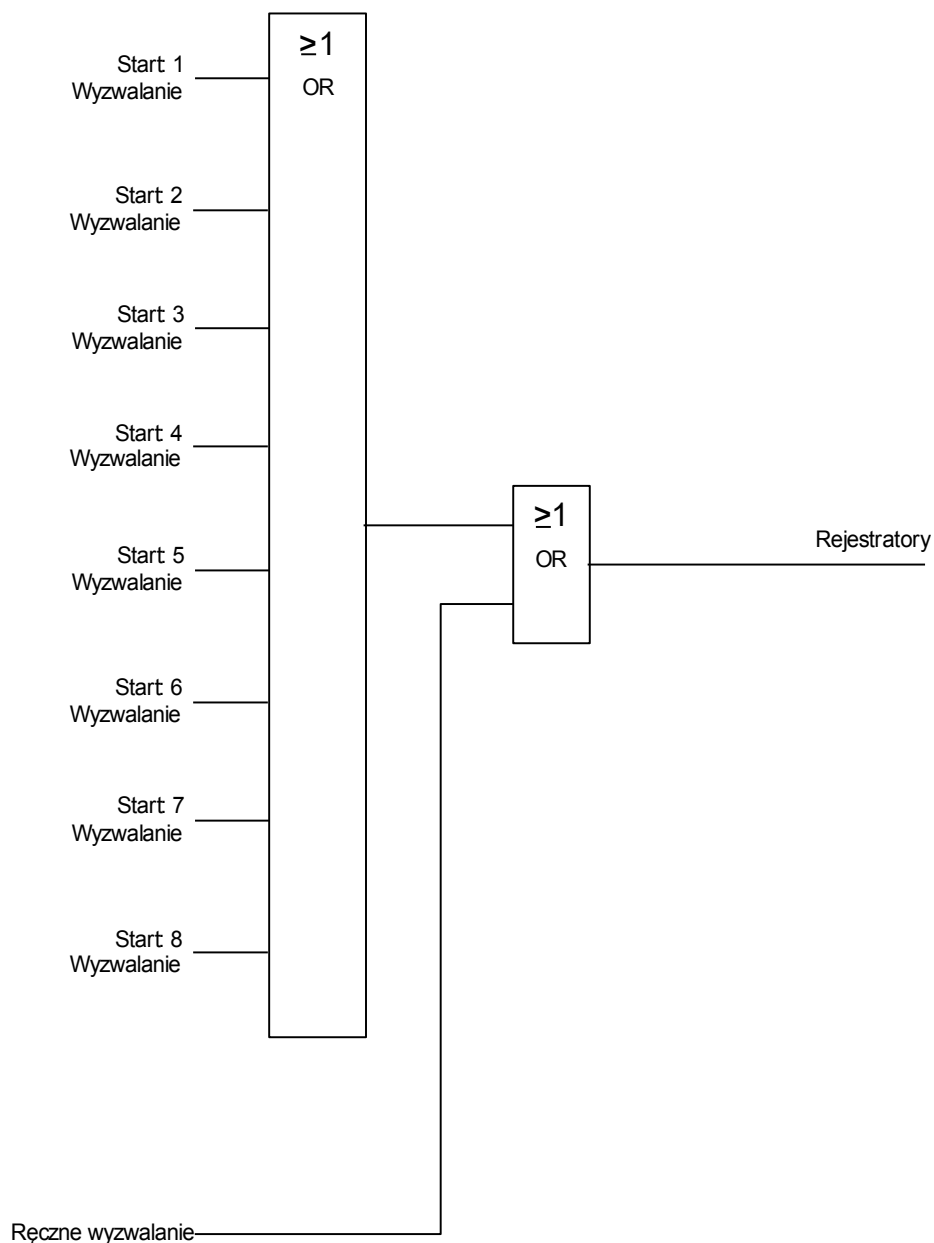 ≥1
OR
Start 1
Wyzwalanie
Start 2
Wyzwalanie
Start 3
Wyzwalanie
Start 4
Wyzwalanie
Start 5
Wyzwalanie
Start 6
Wyzwalanie
Start 7
Wyzwalanie
Start 8
Wyzwalanie
≥1
OR
Rejestratory
Ręczne wyzwalanie